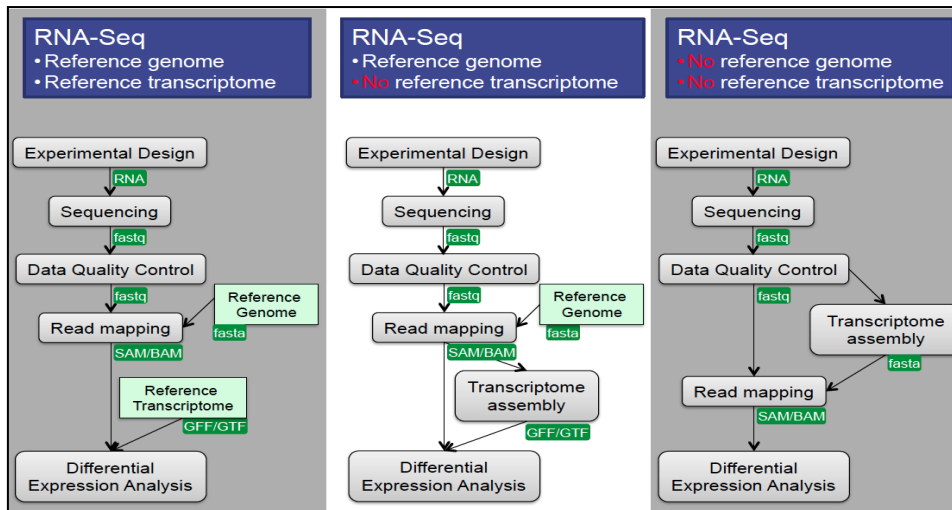 RNA-Seq
• Reference genome
• Reference transcriptome
Experimental Design
RNA
Sequencing
fastq
Data Quality Control
fastq
Reference
Genome
fasta
Read mapping
SAM/BAM
Reference
Transcriptome
GFF/GTF
Differential
Expression Analysis
RNA-Seq
• Reference genome
• No reference transcriptome
Experimental Design
RNA
Sequencing
fastq
Data Quality Control
fastq
Reference
Genome
fasta
Read mapping
SAM/BAM
Transcriptome
assembly
GFF/GTF
Differential
Expression Analysis
RNA-Seq
• No reference genome
• No reference transcriptome
Experimental Design
RNA
Sequencing
fastq
Data Quality Control
fastq
Transcriptome
assembly
fasta
Read mapping
SAM/BAM
Differential
Expression Analysis